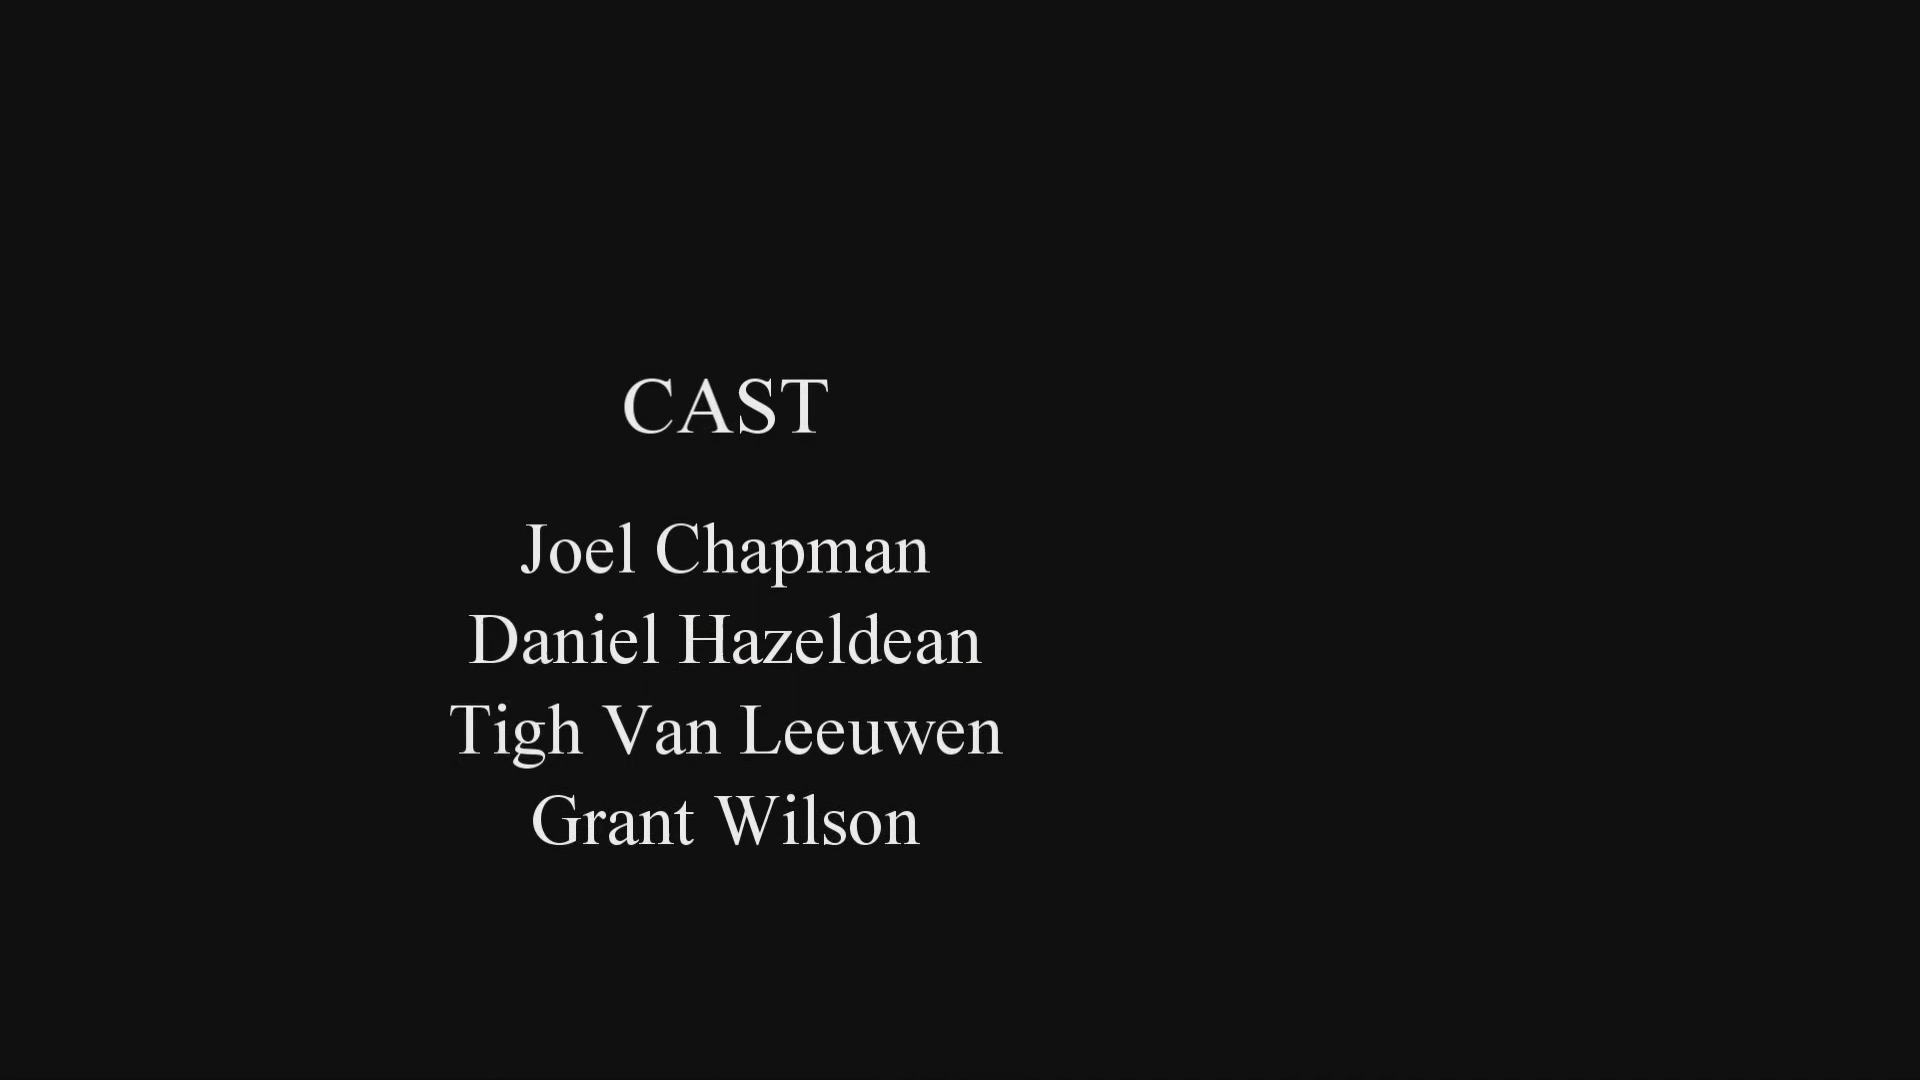 CAST
Joel Chapman
Daniel Hazeldean
Tigh Van Leeuwen
Grant Wilson